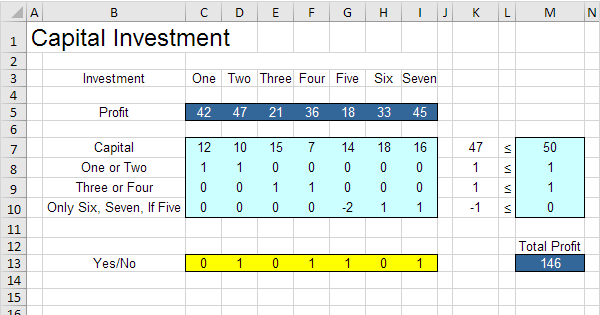 A B C D E F G H I J K L M N
1 Capital Investment
2
3 Investment One Two Three Four Five Six Seven
4
5 Profit 42 47 21 36 18 33 45
6
7 Capital 12 10 15 7 14 18 16 47 ≤ 50
8 One or Two 1 1 0 0 0 0 0 1 ≤ 1
9 Three or Four 0 0 1 1 0 0 0 1 ≤ 1
10 Only Six, Seven, If Five 0 0 0 0 -2 1 1 -1 ≤ 0
11
12 Total Profit
13 Yes/No 0 1 0 1 1 0 1 146
14
15
16